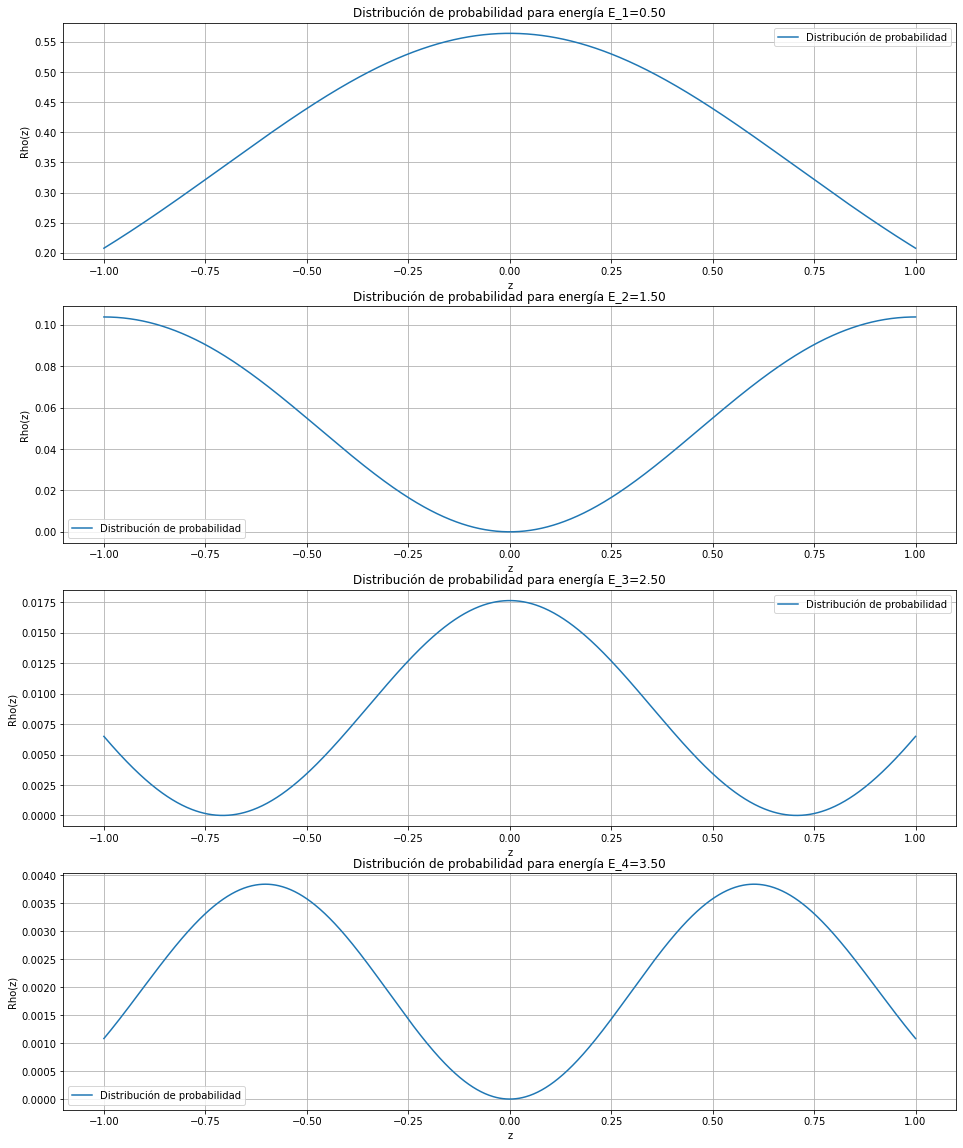 Distribución de probabilidad para energía E_1=0.50
Distribución de probabilidad
0.55
0.50
0.45
0.40
0.35
0.30
0.25
0.20
Rho(z)
−1.00 −0.75 −0.50 −0.25 0.00 0.25 0.50 0.75 1.00
z
Distribución de probabilidad para energía E_2=1.50
0.10
0.08
0.06
0.04
0.02
0.00
Rho(z)
Distribución de probabilidad
−1.00 −0.75 −0.50 −0.25 0.00 0.25 0.50 0.75 1.00
z
Distribución de probabilidad para energía E_3=2.50
Distribución de probabilidad
0.0175
0.0150
0.0125
0.0100
0.0075
0.0050
0.0025
0.0000
Rho(z)
−1.00 −0.75 −0.50 −0.25 0.00 0.25 0.50 0.75 1.00
z
Distribución de probabilidad para energía E_4=3.50
0.0040
0.0035
0.0030
0.0025
0.0020
0.0015
0.0010
0.0005
0.0000
Rho(z)
Distribución de probabilidad
−1.00 −0.75 −0.50 −0.25 0.00 0.25 0.50 0.75 1.00
z